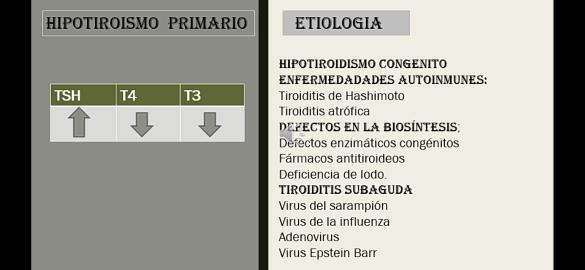 HIPOTIROISMO PRIMARIO
TSH T4 T3
ETIOLOGIA
HIPOTIROIDISMO CONGENITO
ENFERMEDADADES AUTOINMUNES:
Tiroiditis de Hashimoto
Tiroiditis atrófica
DEFECTOS EN LA BIOSÍNTESIS;
Defectos enzimáticos congénitos
Fármacos antitiroideos
Deficiencia de Iodo.
TIROIDITIS SUBAGUDA
Virus del sarampión
Virus de la influenza
Adenovirus
Virus Epstein Barr